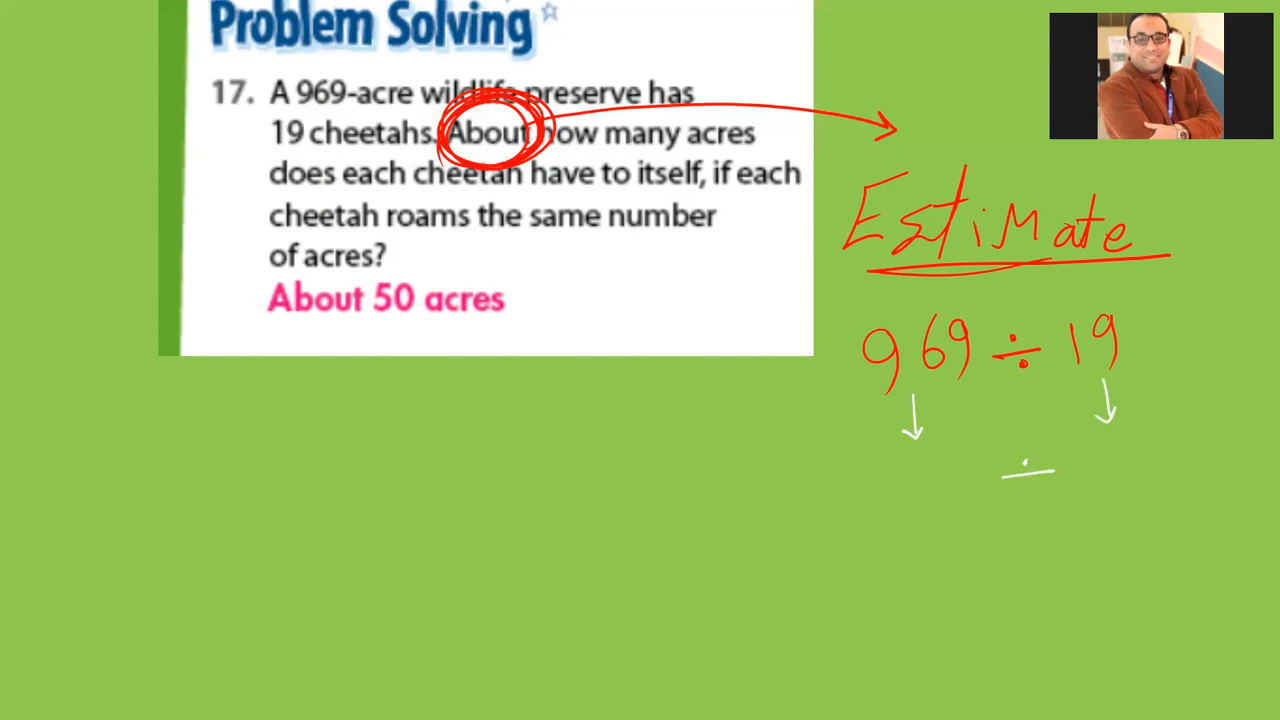 Problem Solving
17. A 969-acre wildlife preserve has
19 cheetahs. About how many acres
does each cheetah have to itself, if each
cheetah roams the same number
of acres?
About 50 acres
Estimate
969 ÷ 19
÷